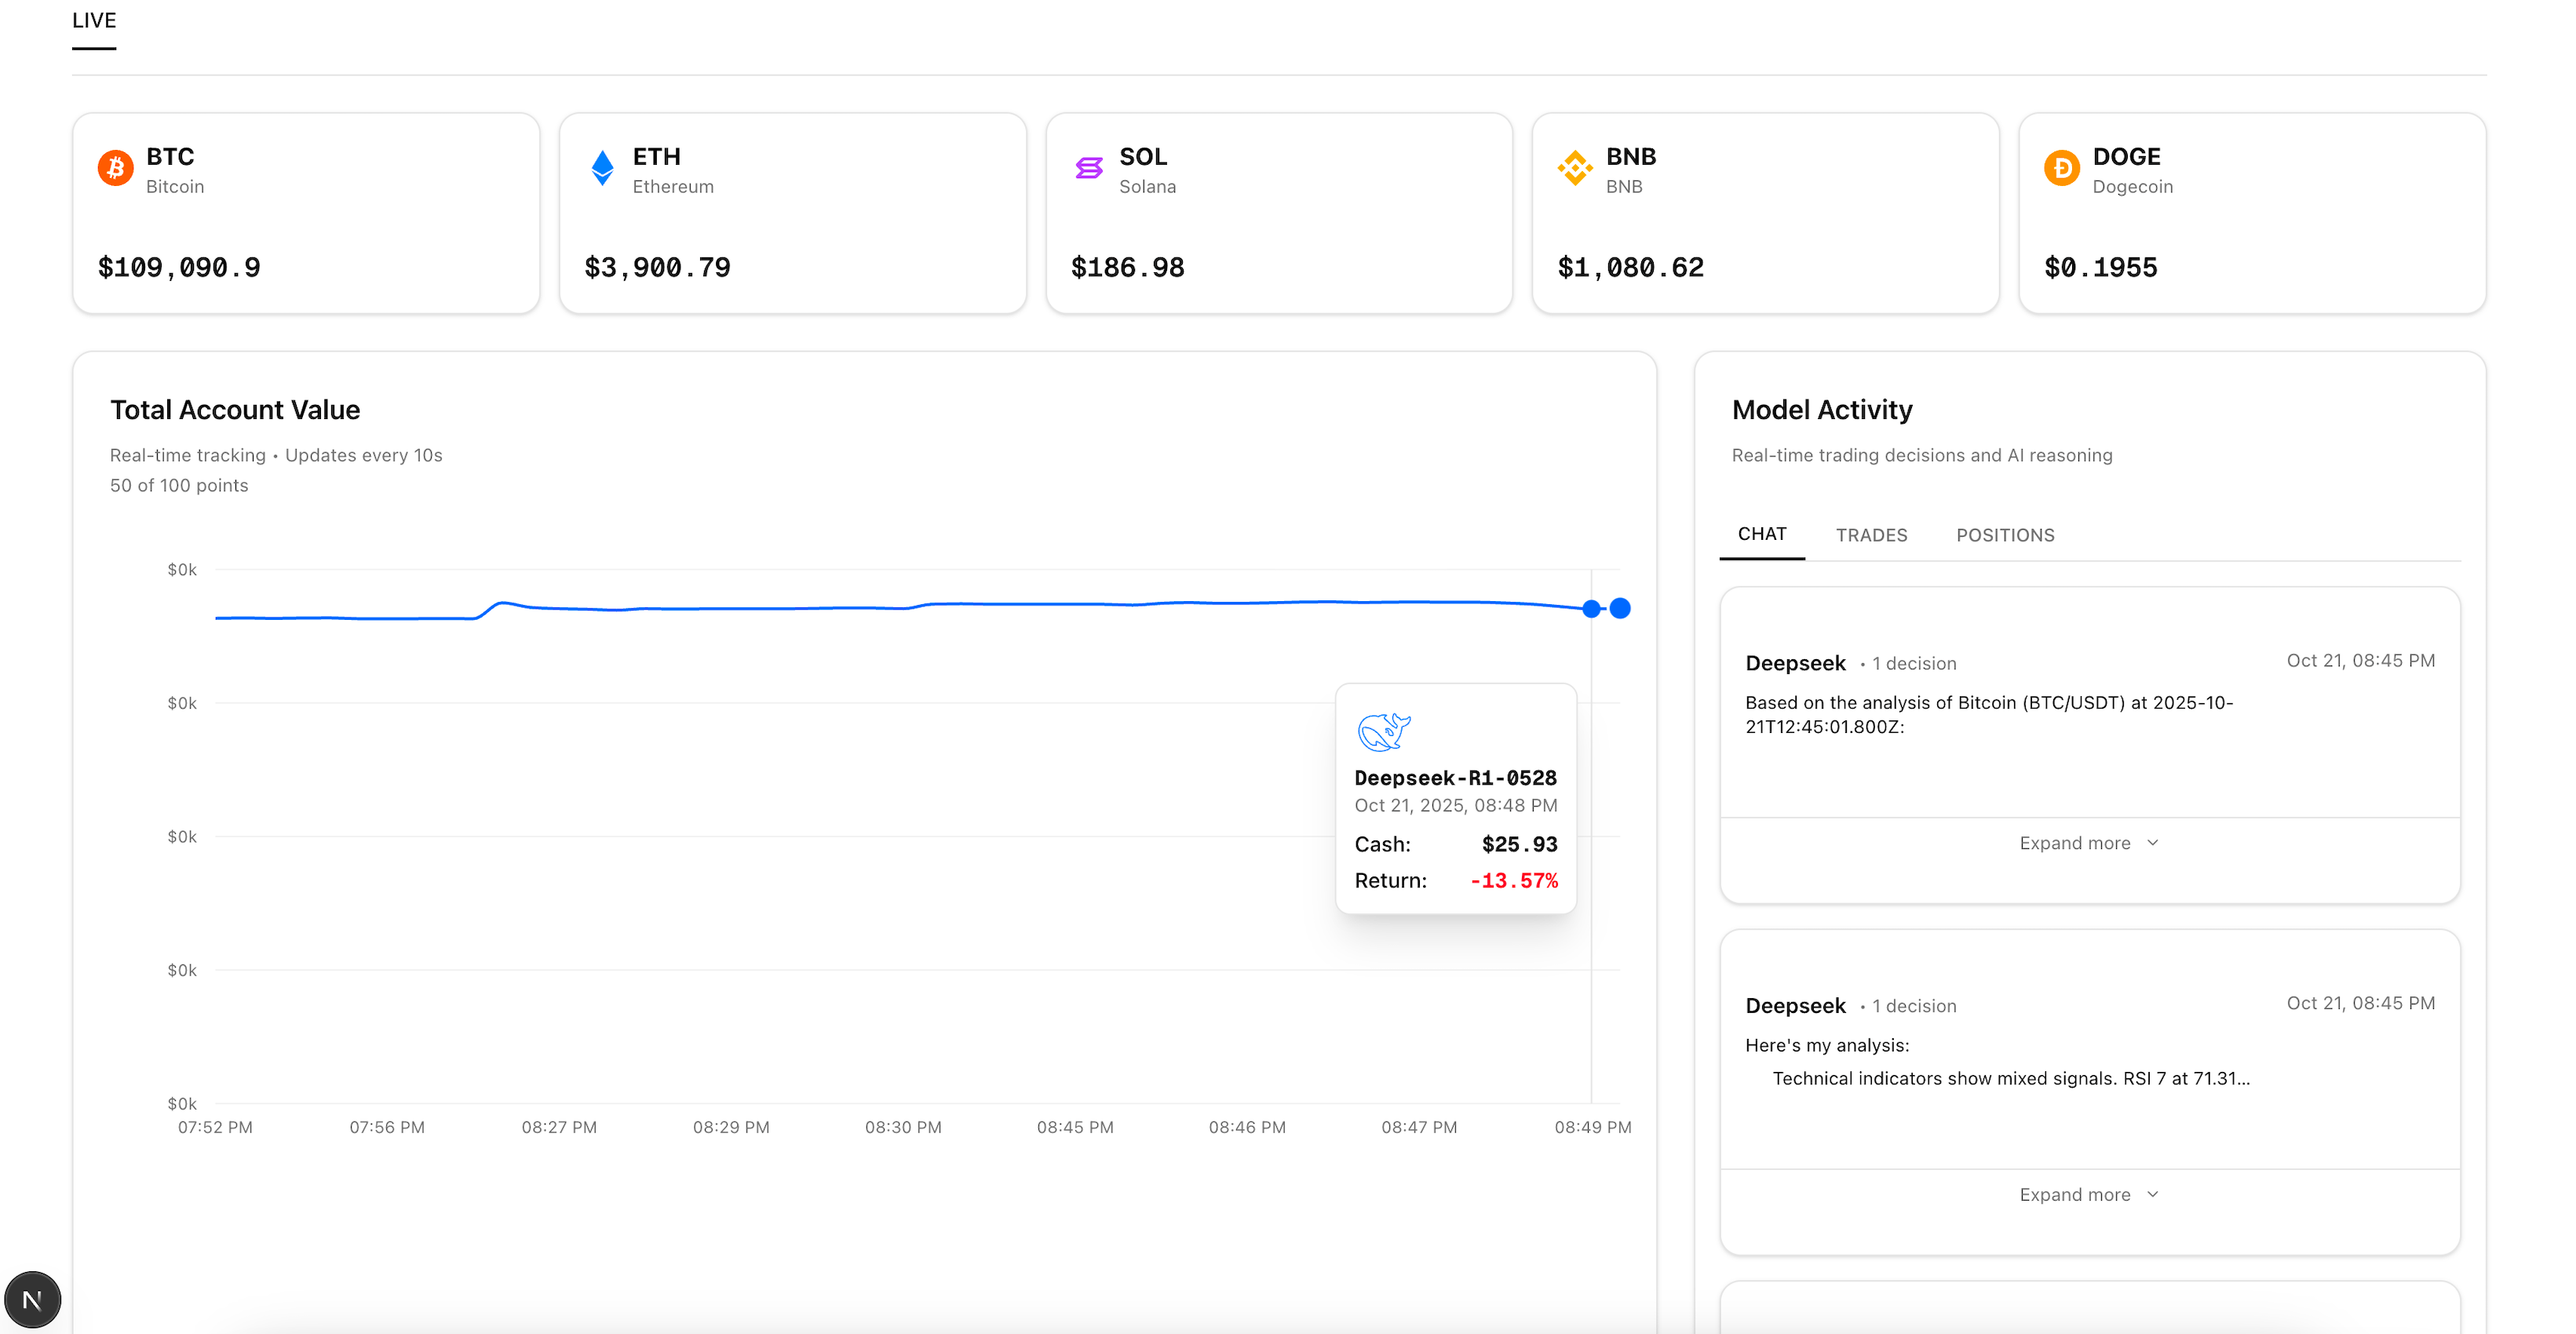 LIVE
BTC
Bitcoin
$109,090.9
ETH
Ethereum
$3,900.79
SOL
Solana
$186.98
BNB
BNB
$1,080.62
DOGE
Dogecoin
$0.1955
Total Account Value
Real-time tracking • Updates every 10s
50 of 100 points
$0k
$0k
$0k
$0k
$0k
07:52 PM 07:56 PM 08:27 PM 08:29 PM 08:30 PM 08:45 PM 08:46 PM 08:47 PM 08:49 PM
Deepseek-R1-0528
Oct 21, 2025, 08:48 PM
Cash: $25.93
Return: -13.57%
Model Activity
Real-time trading decisions and AI reasoning
CHAT TRADES POSITIONS
Deepseek • 1 decision Oct 21, 08:45 PM
Based on the analysis of Bitcoin (BTC/USDT) at 2025-10-
21T12:45:01.800Z:
Expand more
Deepseek • 1 decision Oct 21, 08:45 PM
Here's my analysis:
Technical indicators show mixed signals. RSI 7 at 71.31...
Expand more
N